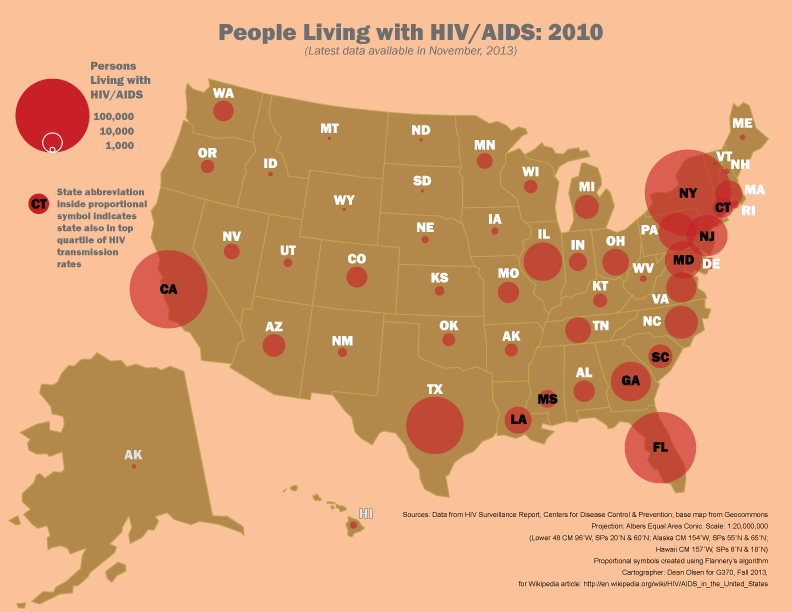 People Living with HIV/AIDS: 2010
(Latest data available in November, 2013)
Persons
Living with
HIV/AIDS
100,000
10,000
1,000
CT
State abbreviation
inside proportional
symbol indicates
state also in top
quartile of HIV
transmission
rates
WA
MT
ND
MN
ME
OR
ID
SD
WI
MI
VT
NH
NY
MA
WY
CT
RI
NV
UT
CO
NE
IA
IL
IN
OH
PA
NJ
CA
KS
MO
KT
WV
MD
DE
VA
AZ
NM
OK
AK
TN
NC
SC
TX
LA
MS
AL
GA
FL
AK
HI
Sources: Data from HIV Surveillance Report, Centers for Disease Control & Prevention; base map from Geocommons
Projection: Albers Equal Area Conic. Scale: 1:20,000,000
(Lower 48 CM 96°W, SPs 20°N & 60°N; Alaska CM 154°W, SPs 55°N & 65°N;
Hawaii CM 157°W, SPs 8°N & 18°N)
Proportional symbols created using Flannery's algorithm
Cartographer: Dean Olsen for G370, Fall 2013,
for Wikipedia article: http://en.wikipedia.org/wiki/HIV/AIDS_in_the_United_States